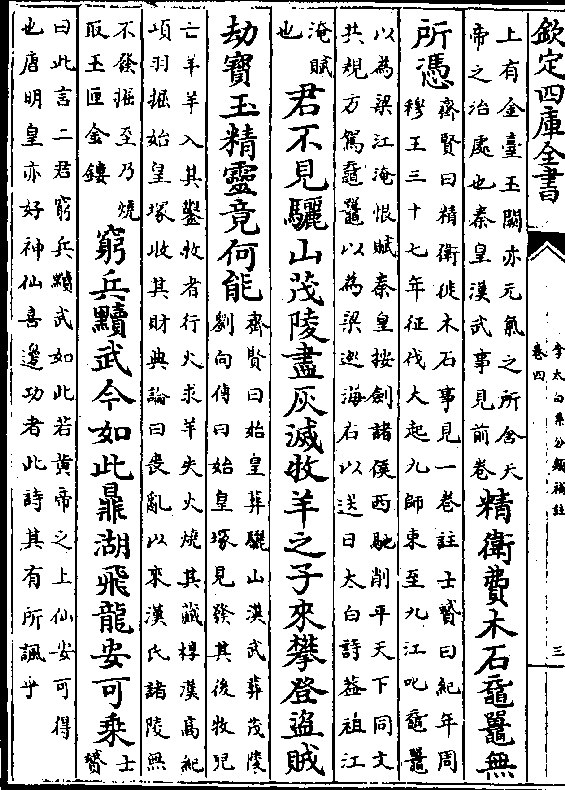 欽定四庫全書
李太白集分類補註
卷四
三
上有金臺玉闕亦元氣之所含天
帝之治處也秦皇漢武事見前卷
精衛費木石黿鼉無
所憑
齊賢曰精衛徙木石事見一卷註士贇曰紀年周
穆王三十七年征伐大起九師東至九江叱黿鼉
以為梁江淹恨賦秦皇按劍諸侯西馳削平天下同文
共規方駕黿鼉以為梁巡海右以送日太白詩葢祖江
淹賦
也
君不見驪山茂陵盡灰滅牧羊之子來攀登盜賊
劫寶玉精靈竟何能
齊賢曰始皇葬驪山漢武葬茂陵
劉向傳曰始皇塚見發其後牧兒
亡羊羊入其鑿牧者行火求羊失火燒其藏椁漢髙紀
項羽掘始皇塚收其財典論曰喪亂以來漢氏諸陵無
不發掘至乃燒
取玉匣金鏤
窮兵黷武今如此鼎湖飛龍安可乘
士
贇
曰此言二君窮兵黷武如此若黄帝之上仙安可得
也唐明皇亦好神仙喜邊功者此詩其有所諷乎